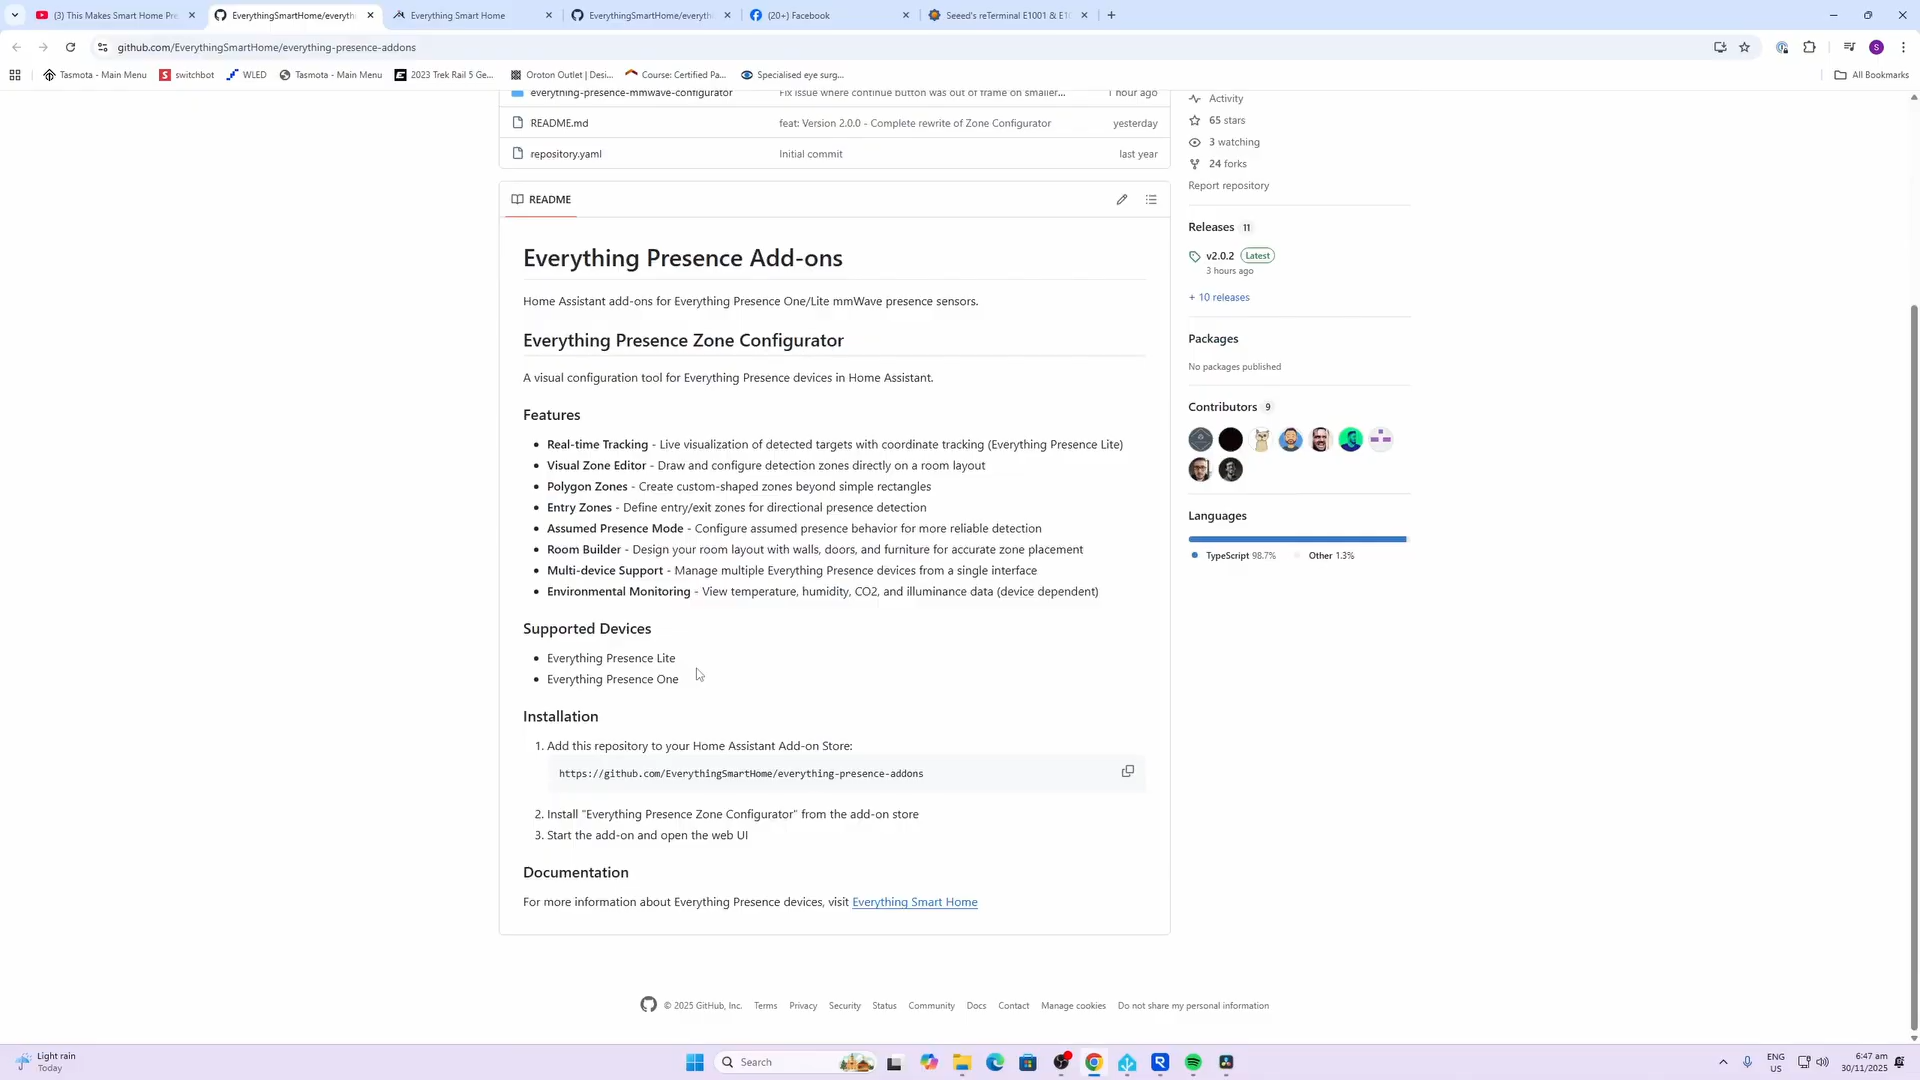 (3) This Makes Smart Home Pre
EverythingSmartHome/everyth
Everything Smart Home
EverythingSmartHome/everyth
(20+) Facebook
Seeed's reTerminal E1001 & E1
github.com/EverythingSmartHome/everything-presence-addons
S
Tasmota - Main Menu
switchbot
WLED
Tasmota - Main Menu
2023 Trek Rail 5 Ge...
Oroton Outlet | Desi...
Course: Certified Pa...
Specialised eye surg...
All Bookmarks
everything-presence-mmwave-configurator
Fix issue where continue button was out of frame on smaller...
1 hour ago
README.md
feat: Version 2.0.0 - Complete rewrite of Zone Configurator
yesterday
repository.yaml
Initial commit
last year
README
Everything Presence Add-ons
Home Assistant add-ons for Everything Presence One/Lite mmWave presence sensors.
Everything Presence Zone Configurator
A visual configuration tool for Everything Presence devices in Home Assistant.
Features
• Real-time Tracking - Live visualization of detected targets with coordinate tracking (Everything Presence Lite)
• Visual Zone Editor - Draw and configure detection zones directly on a room layout
• Polygon Zones - Create custom-shaped zones beyond simple rectangles
• Entry Zones - Define entry/exit zones for directional presence detection
• Assumed Presence Mode - Configure assumed presence behavior for more reliable detection
• Room Builder - Design your room layout with walls, doors, and furniture for accurate zone placement
• Multi-device Support - Manage multiple Everything Presence devices from a single interface
• Environmental Monitoring - View temperature, humidity, CO2, and illuminance data (device dependent)
Supported Devices
• Everything Presence Lite
• Everything Presence One
Installation
1. Add this repository to your Home Assistant Add-on Store:
https://github.com/EverythingSmartHome/everything-presence-addons
2. Install "Everything Presence Zone Configurator" from the add-on store
3. Start the add-on and open the web UI
Documentation
For more information about Everything Presence devices, visit Everything Smart Home
Activity
65 stars
3 watching
24 forks
Report repository
Releases 11
v2.0.2 Latest
3 hours ago
+ 10 releases
Packages
No packages published
Contributors 9
Languages
TypeScript 98.7%
Other 1.3%
© 2025 GitHub, Inc.
Terms
Privacy
Security
Status
Community
Docs
Contact
Manage cookies
Do not share my personal information
Light rain
Today
Search
ENG
US
6:47 am
30/11/2025